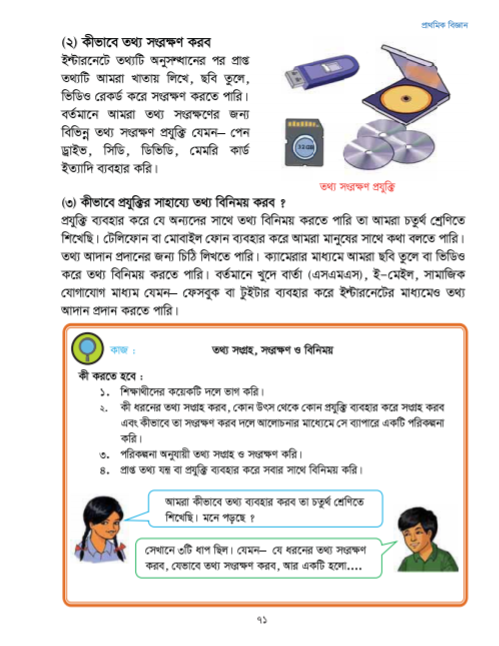 প্রাথমিক বিজ্ঞান
(২) কীভাবে তথ্য সংরক্ষণ করব
ইন্টারনেটে তথ্যটি অনুসন্ধানের পর প্রাপ্ত
তথ্যটি আমরা খাতায় লিখে, ছবি তুলে,
ভিডিও রেকর্ড করে সংরক্ষণ করতে পারি।
বর্তমানে আমরা তথ্য সংরক্ষণের জন্য
বিভিন্ন তথ্য সংরক্ষণ প্রযুক্তি যেমন— পেন
ড্রাইভ, সিডি, ডিভিডি, মেমরি কার্ড
ইত্যাদি ব্যবহার করি।
তথ্য সংরক্ষণ প্রযুক্তি
(৩) কীভাবে প্রযুক্তির সাহায্যে তথ্য বিনিময় করব ?
প্রযুক্তি ব্যবহার করে যে অন্যদের সাথে তথ্য বিনিময় করতে পারি তা আমরা চতুর্থ শ্রেণিতে
শিখেছি। টেলিফোন বা মোবাইল ফোন ব্যবহার করে আমরা মানুষের সাথে কথা বলতে পারি।
তথ্য আদান প্রদানের জন্য চিঠি লিখতে পারি। ক্যামেরার মাধ্যমে আমরা ছবি তুলে বা ভিডিও
করে তথ্য বিনিময় করতে পারি। বর্তমানে খুদে বার্তা (এসএমএস), ই-মেইল, সামাজিক
যোগাযোগ মাধ্যম যেমন— ফেসবুক বা টুইটার ব্যবহার করে ইন্টারনেটের মাধ্যমেও তথ্য
আদান প্রদান করতে পারি।
কাজ : তথ্য সংগ্রহ, সংরক্ষণ ও বিনিময়
কী করতে হবে :
১. শিক্ষার্থীদের কয়েকটি দলে ভাগ করি।
২. কী ধরনের তথ্য সংগ্রহ করব, কোন উৎস থেকে কোন প্রযুক্তি ব্যবহার করে সংগ্রহ করব
এবং কীভাবে তা সংরক্ষণ করব দলে আলোচনার মাধ্যমে সে ব্যাপারে একটি পরিকল্পনা
করি।
৩. পরিকল্পনা অনুযায়ী তথ্য সংগ্রহ ও সংরক্ষণ করি।
৪. প্রাপ্ত তথ্য যন্ত্র বা প্রযুক্তি ব্যবহার করে সবার সাথে বিনিময় করি।
আমরা কীভাবে তথ্য ব্যবহার করব তা চতুর্থ শ্রেণিতে
শিখেছি। মনে পড়ছে ?
সেখানে ৩টি ধাপ ছিল। যেমন— যে ধরনের তথ্য সংরক্ষণ
করব, যেভাবে তথ্য সংরক্ষণ করব, আর একটি হলো....
৭১